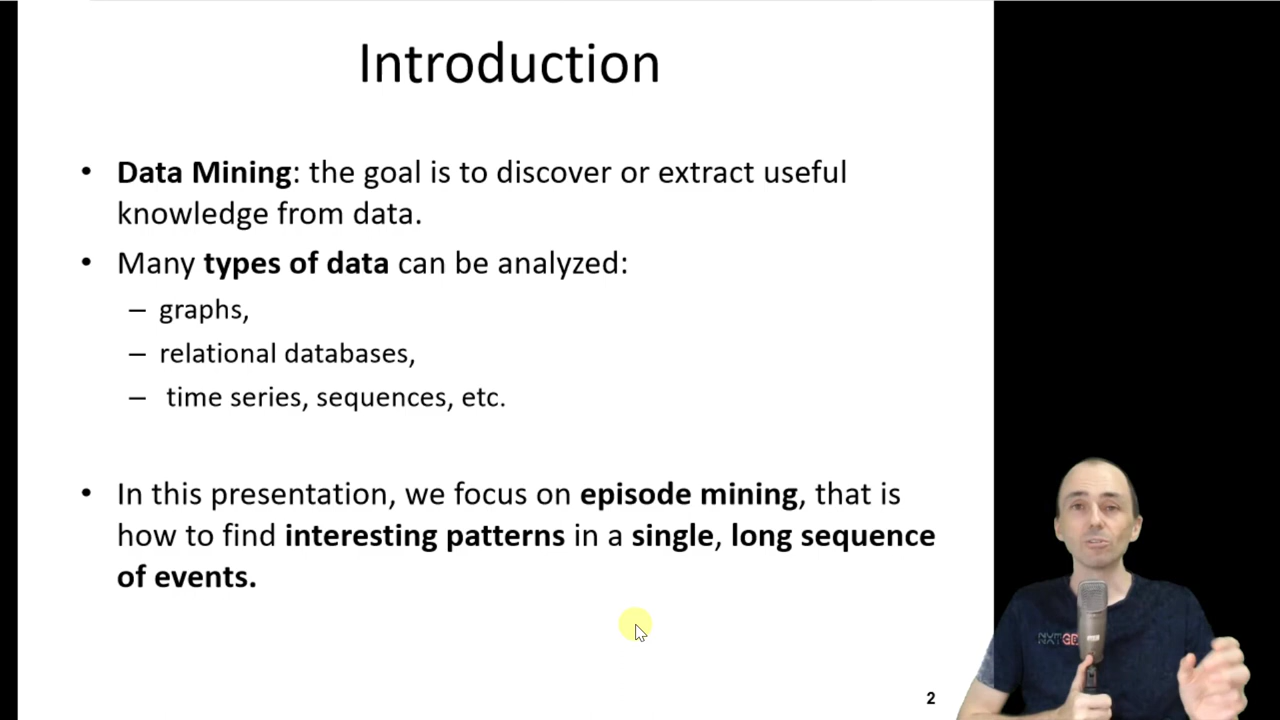 Introduction
• Data Mining: the goal is to discover or extract useful
knowledge from data.
• Many types of data can be analyzed:
– graphs,
– relational databases,
– time series, sequences, etc.
• In this presentation, we focus on episode mining, that is
how to find interesting patterns in a single, long sequence
of events.
2